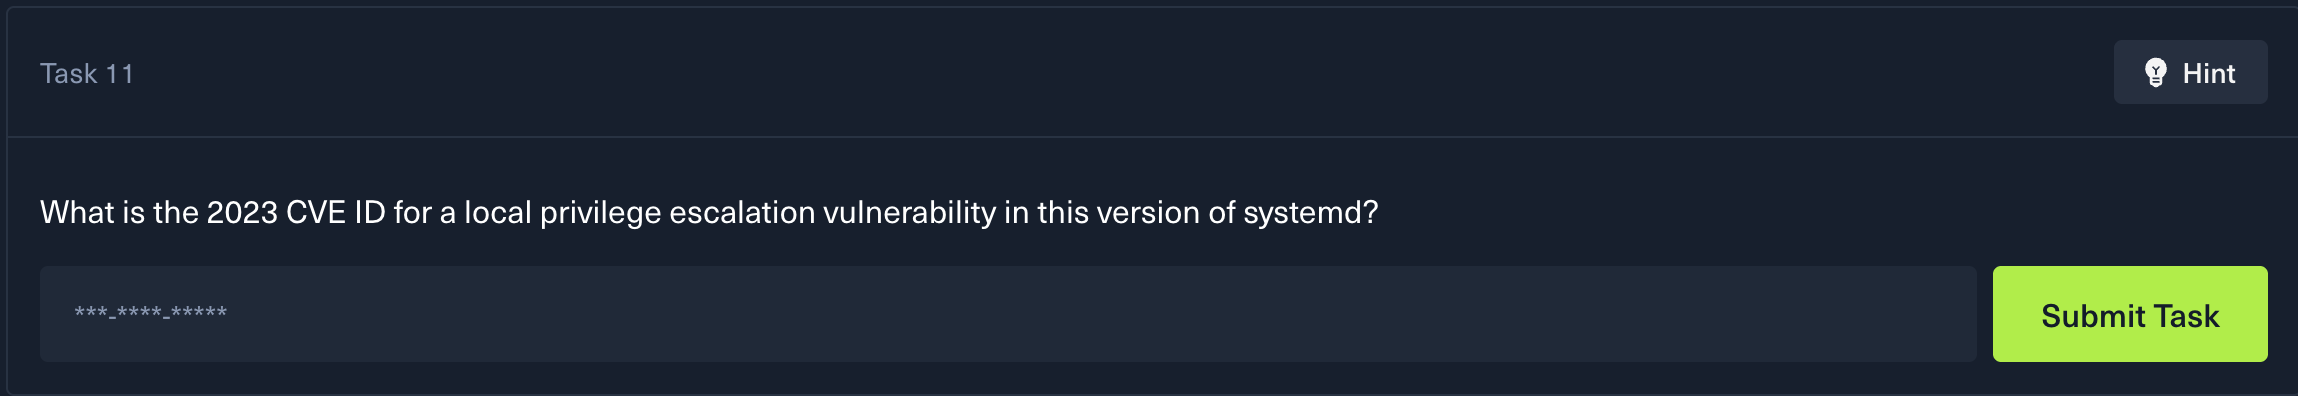 Task 11
Hint
What is the 2023 CVE ID for a local privilege escalation vulnerability in this version of systemd?
***-****-*****
Submit Task